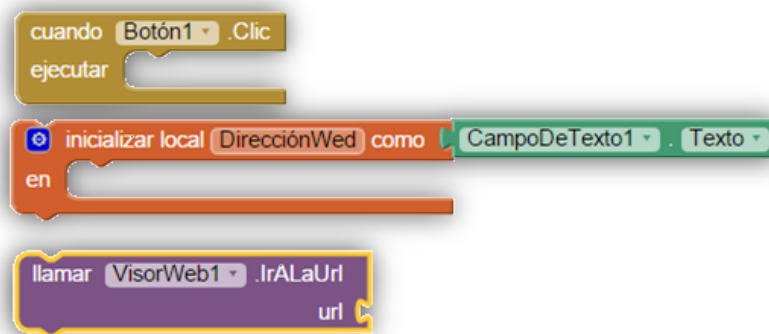 cuando Botón1 .Clic
ejecutar
inicializar local DirecciónWed como CampoDeTexto1 . Texto
en
llamar VisorWeb1 .IrALaUrl
url